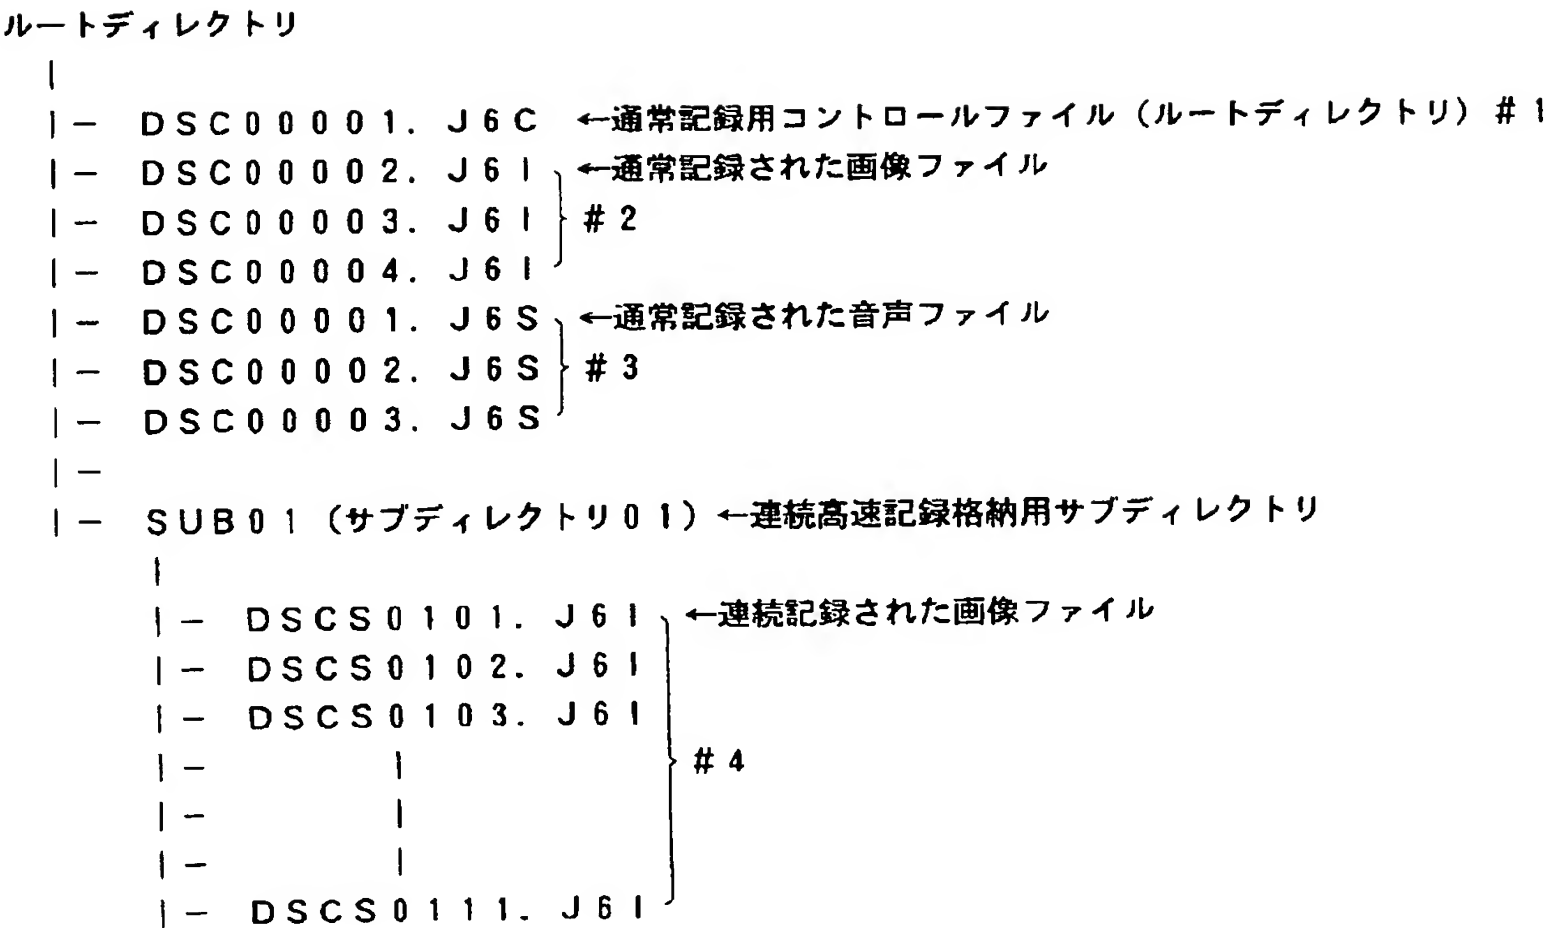 ルートディレクトリ
|
|− DSC00001.J6C ←通常記録用コントロールファイル(ルートディレクトリ)#1
|− DSC00002.J6I ←通常記録された画像ファイル
|− DSC00003.J6I #2
|− DSC00004.J6I
|− DSC00001.J6S ←通常記録された音声ファイル
|− DSC00002.J6S #3
|− DSC00003.J6S
|−
|− SUB01(サブディレクトリ01)←連続高速記録格納用サブディレクトリ
|
|− DSCS0101.J6I ←連続記録された画像ファイル
|− DSCS0102.J6I
|− DSCS0103.J6I
|− | #4
|− |
|− |
|− DSCS0111.J6I